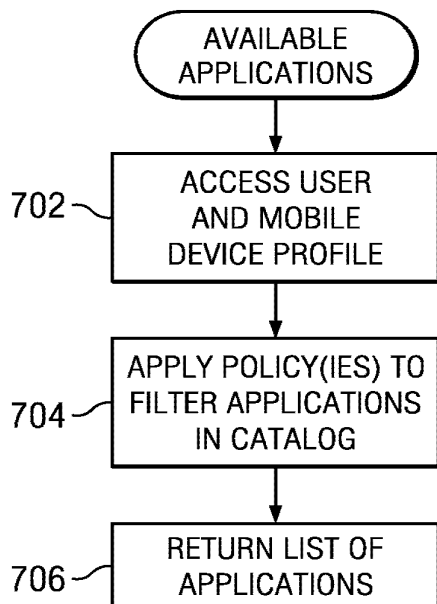 AVAILABLE
APPLICATIONS
702
ACCESS USER
AND MOBILE
DEVICE PROFILE
704
APPLY POLICY(IES) TO
FILTER APPLICATIONS
IN CATALOG
706
RETURN LIST OF
APPLICATIONS